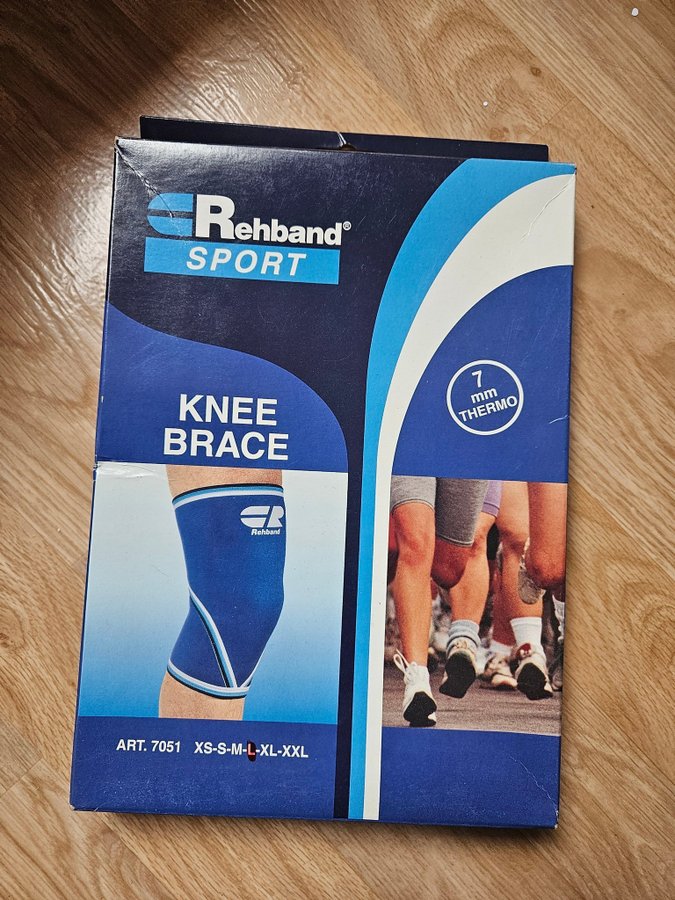 Rehband®
SPORT
7
mm
THERMO
KNEE
BRACE
R
Rehband
ART. 7051 XS-S-M-L-XL-XXL